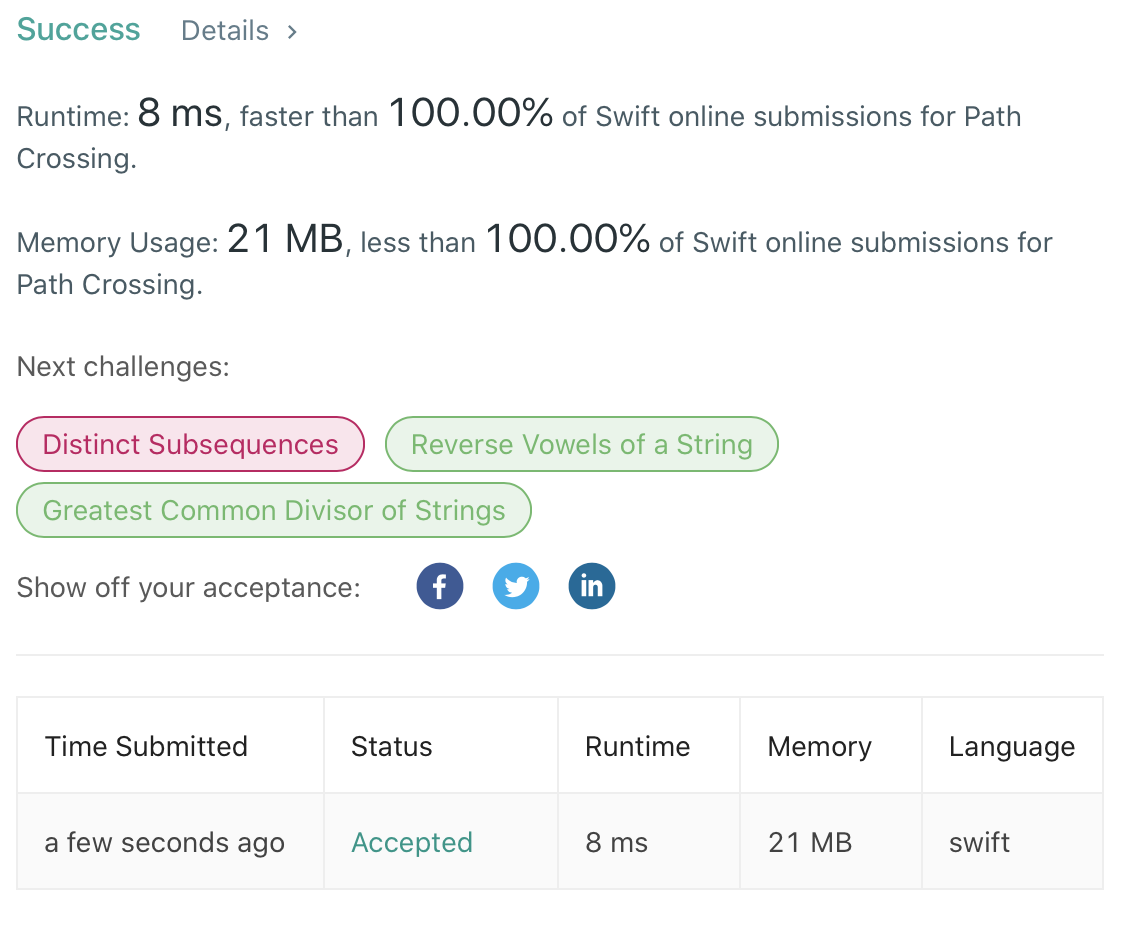 Success Details >
Runtime: 8 ms, faster than 100.00% of Swift online submissions for Path
Crossing.
Memory Usage: 21 MB, less than 100.00% of Swift online submissions for
Path Crossing.
Next challenges:
Distinct Subsequences Reverse Vowels of a String
Greatest Common Divisor of Strings
Show off your acceptance: f in
Time Submitted Status Runtime Memory Language
a few seconds ago Accepted 8 ms 21 MB swift